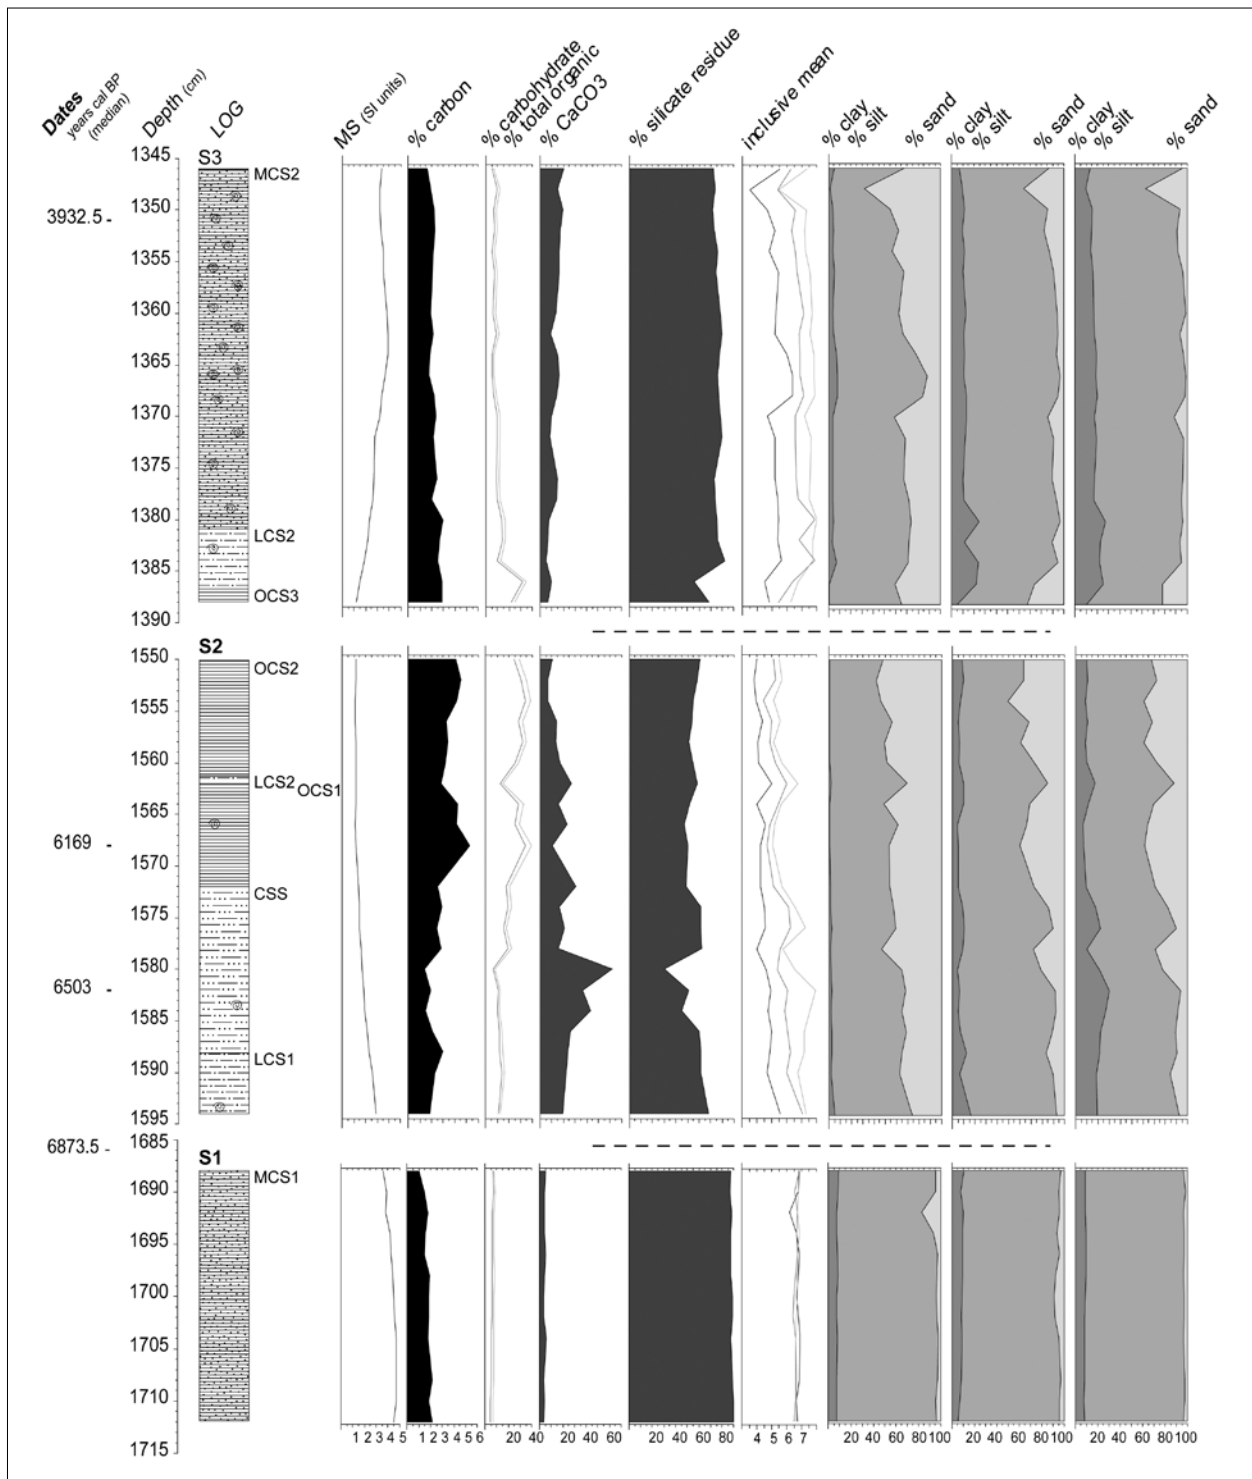 Dates
years cal BP
(median)
Depth (cm)
LOG
MS (SI units)
% carbon
% carbohydrate
% total organic
% CaCO3
% silicate residue
inclusive mean
% clay
% silt
% sand
% clay
% silt
% sand
% clay
% silt
% sand
S3
1345
MCS2
3932.5
1350
1355
1360
1365
1370
1375
1380
LCS2
1385
OCS3
1390
S2
1550
OCS2
1555
1560
LCS2
OCS1
1565
6169
1570
CSS
1575
1580
6503
1585
LCS1
1590
1595
6873.5
1685
S1
MCS1
1690
1695
1700
1705
1710
1715
1 2 3 4 5
1 2 3 4 5 6
20
20 40 60
20 40 60 80
4 5 6 7
20 40 60 80 100
20 40 60 80 100
20 40 60 80 100